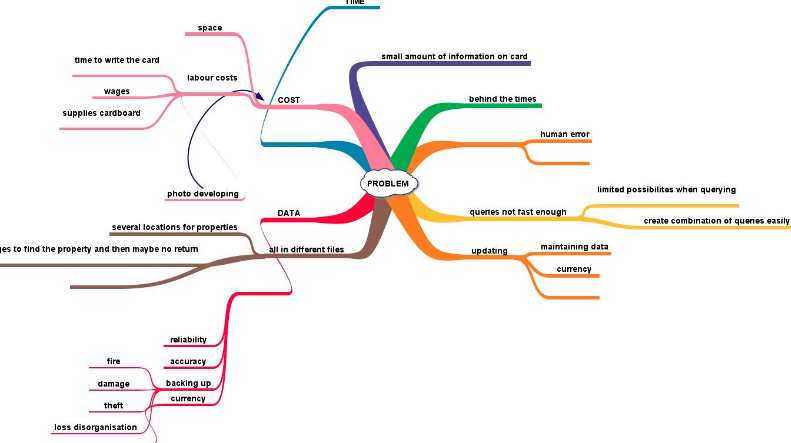 TIME
space
small amount of information on card
time to write the card
labour costs
wages
COST
behind the times
supplies cardboard
human error
PROBLEM
photo developing
limited possibilites when querying
DATA
queries not fast enough
create combination of queries easily
several locations for properties
to find the property and then maybe no return
all in different files
updating
maintaining data
currency
reliability
fire
accuracy
damage
backing up
currency
theft
loss disorganisation